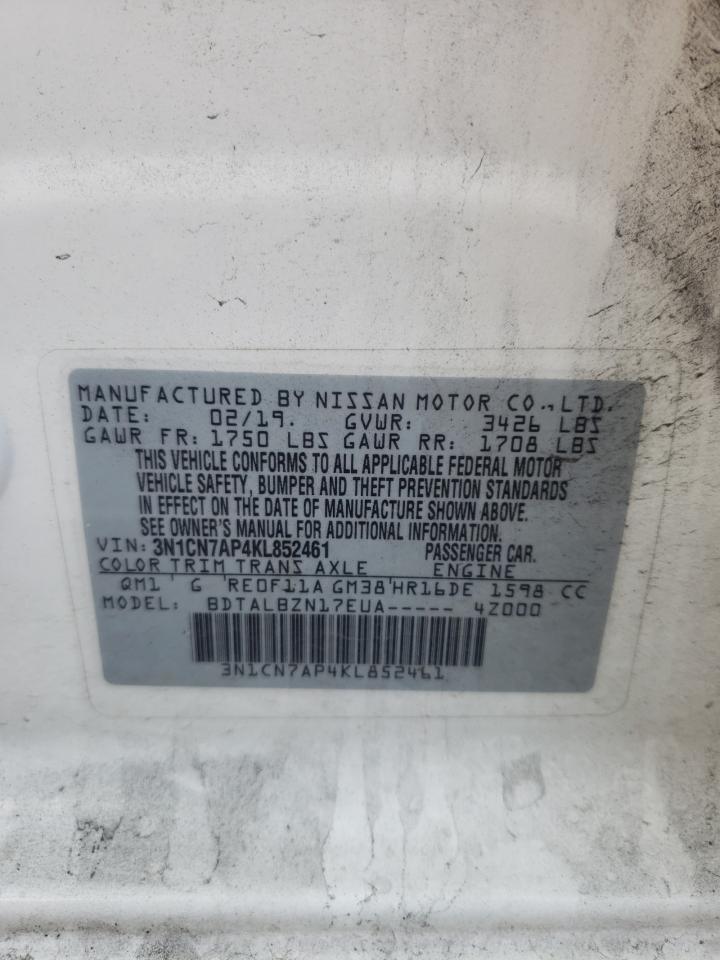 MANUFACTURED BY NISSAN MOTOR CO., LTD.
DATE: 02/19. GVWR: 3426 LBS
GAWR FR: 1750 LBS GAWR RR: 1708 LBS
THIS VEHICLE CONFORMS TO ALL APPLICABLE FEDERAL MOTOR
VEHICLE SAFETY, BUMPER AND THEFT PREVENTION STANDARDS
IN EFFECT ON THE DATE OF MANUFACTURE SHOWN ABOVE.
SEE OWNER'S MANUAL FOR ADDITIONAL INFORMATION.
VIN: 3N1CN7AP4KL852461 PASSENGER CAR.
COLOR TRIM TRANS AXLE ENGINE
QM1 G RE0F11A GM38 HR16DE 1598 CC
MODEL: BDTALBZN17EUA----- 4Z000
3N1CN7AP4KL852461